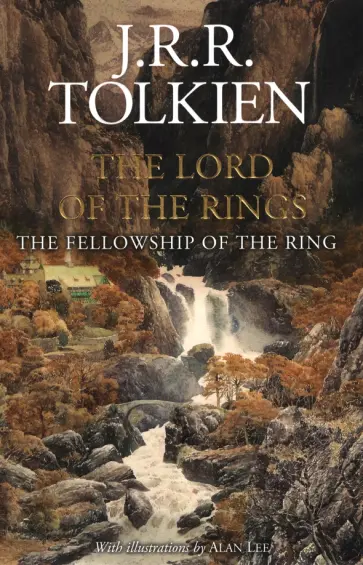 J.R.R.
TOLKIEN
THE LORD
OF THE RINGS
THE FELLOWSHIP OF THE RING
With illustrations by ALAN LEE